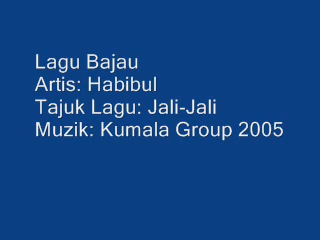 Lagu Bajau
Artis: Habibul
Tajuk Lagu: Jali-Jali
Muzik: Kumala Group 2005